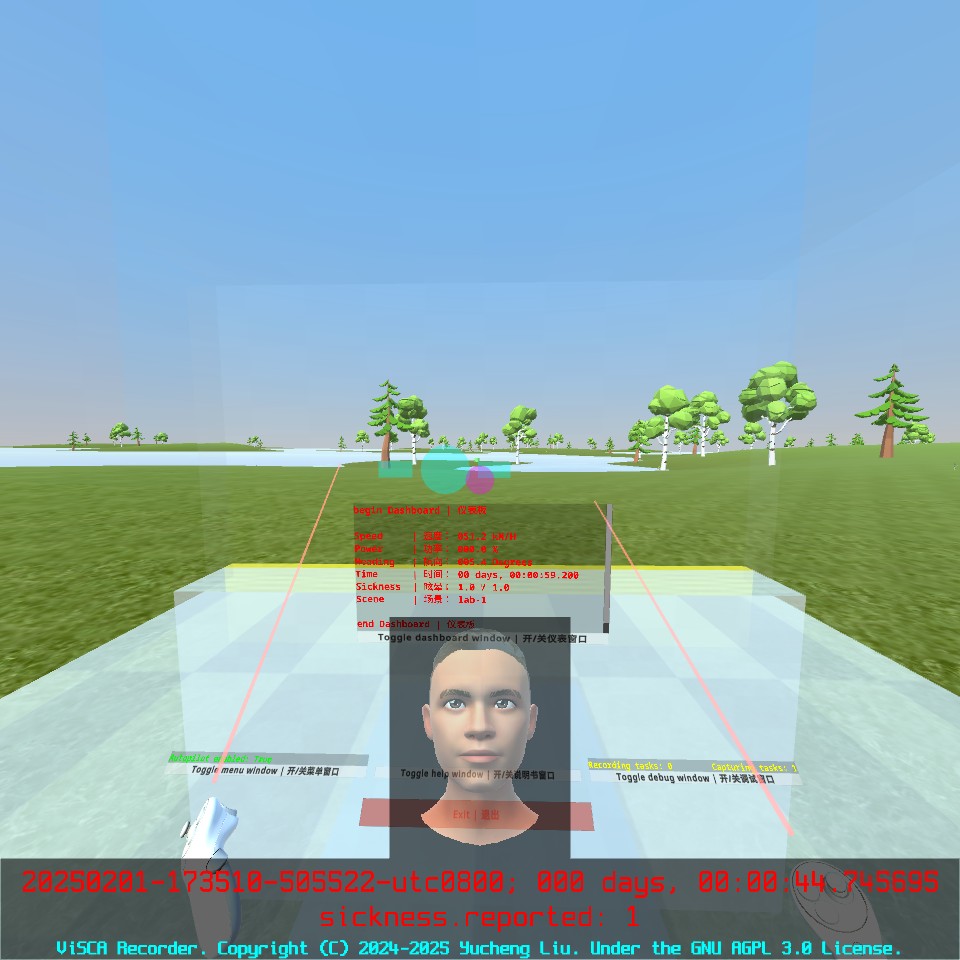 begin Dashboard | 仪表板
Speed | 速度: 051.2 KM/H
Power | 功率: 000.0 %
Heading | 航向: Degrees
Time | 时间: 00 days, 00:00:59.200
Sickness | 眩晕: 1.0 / 1.0
Scene | 场景: lab-1
end Dashboard | 仪表板
Toggle dashboard window | 开/关仪表窗口
Autopilot enabled: True
Toggle menu window | 开/关菜单窗口
Toggle help window | 开/关说明书窗口
Recording tasks: 0 Capturing tasks: 1
Toggle debug window | 开/关调试窗口
Exit | 退出
20250201-173510-505522-utc0800; 000 days, 00:00:44.745695
sickness.reported: 1
ViSCA Recorder. Copyright (C) 2024-2025 Yucheng Liu. Under the GNU AGPL 3.0 License.